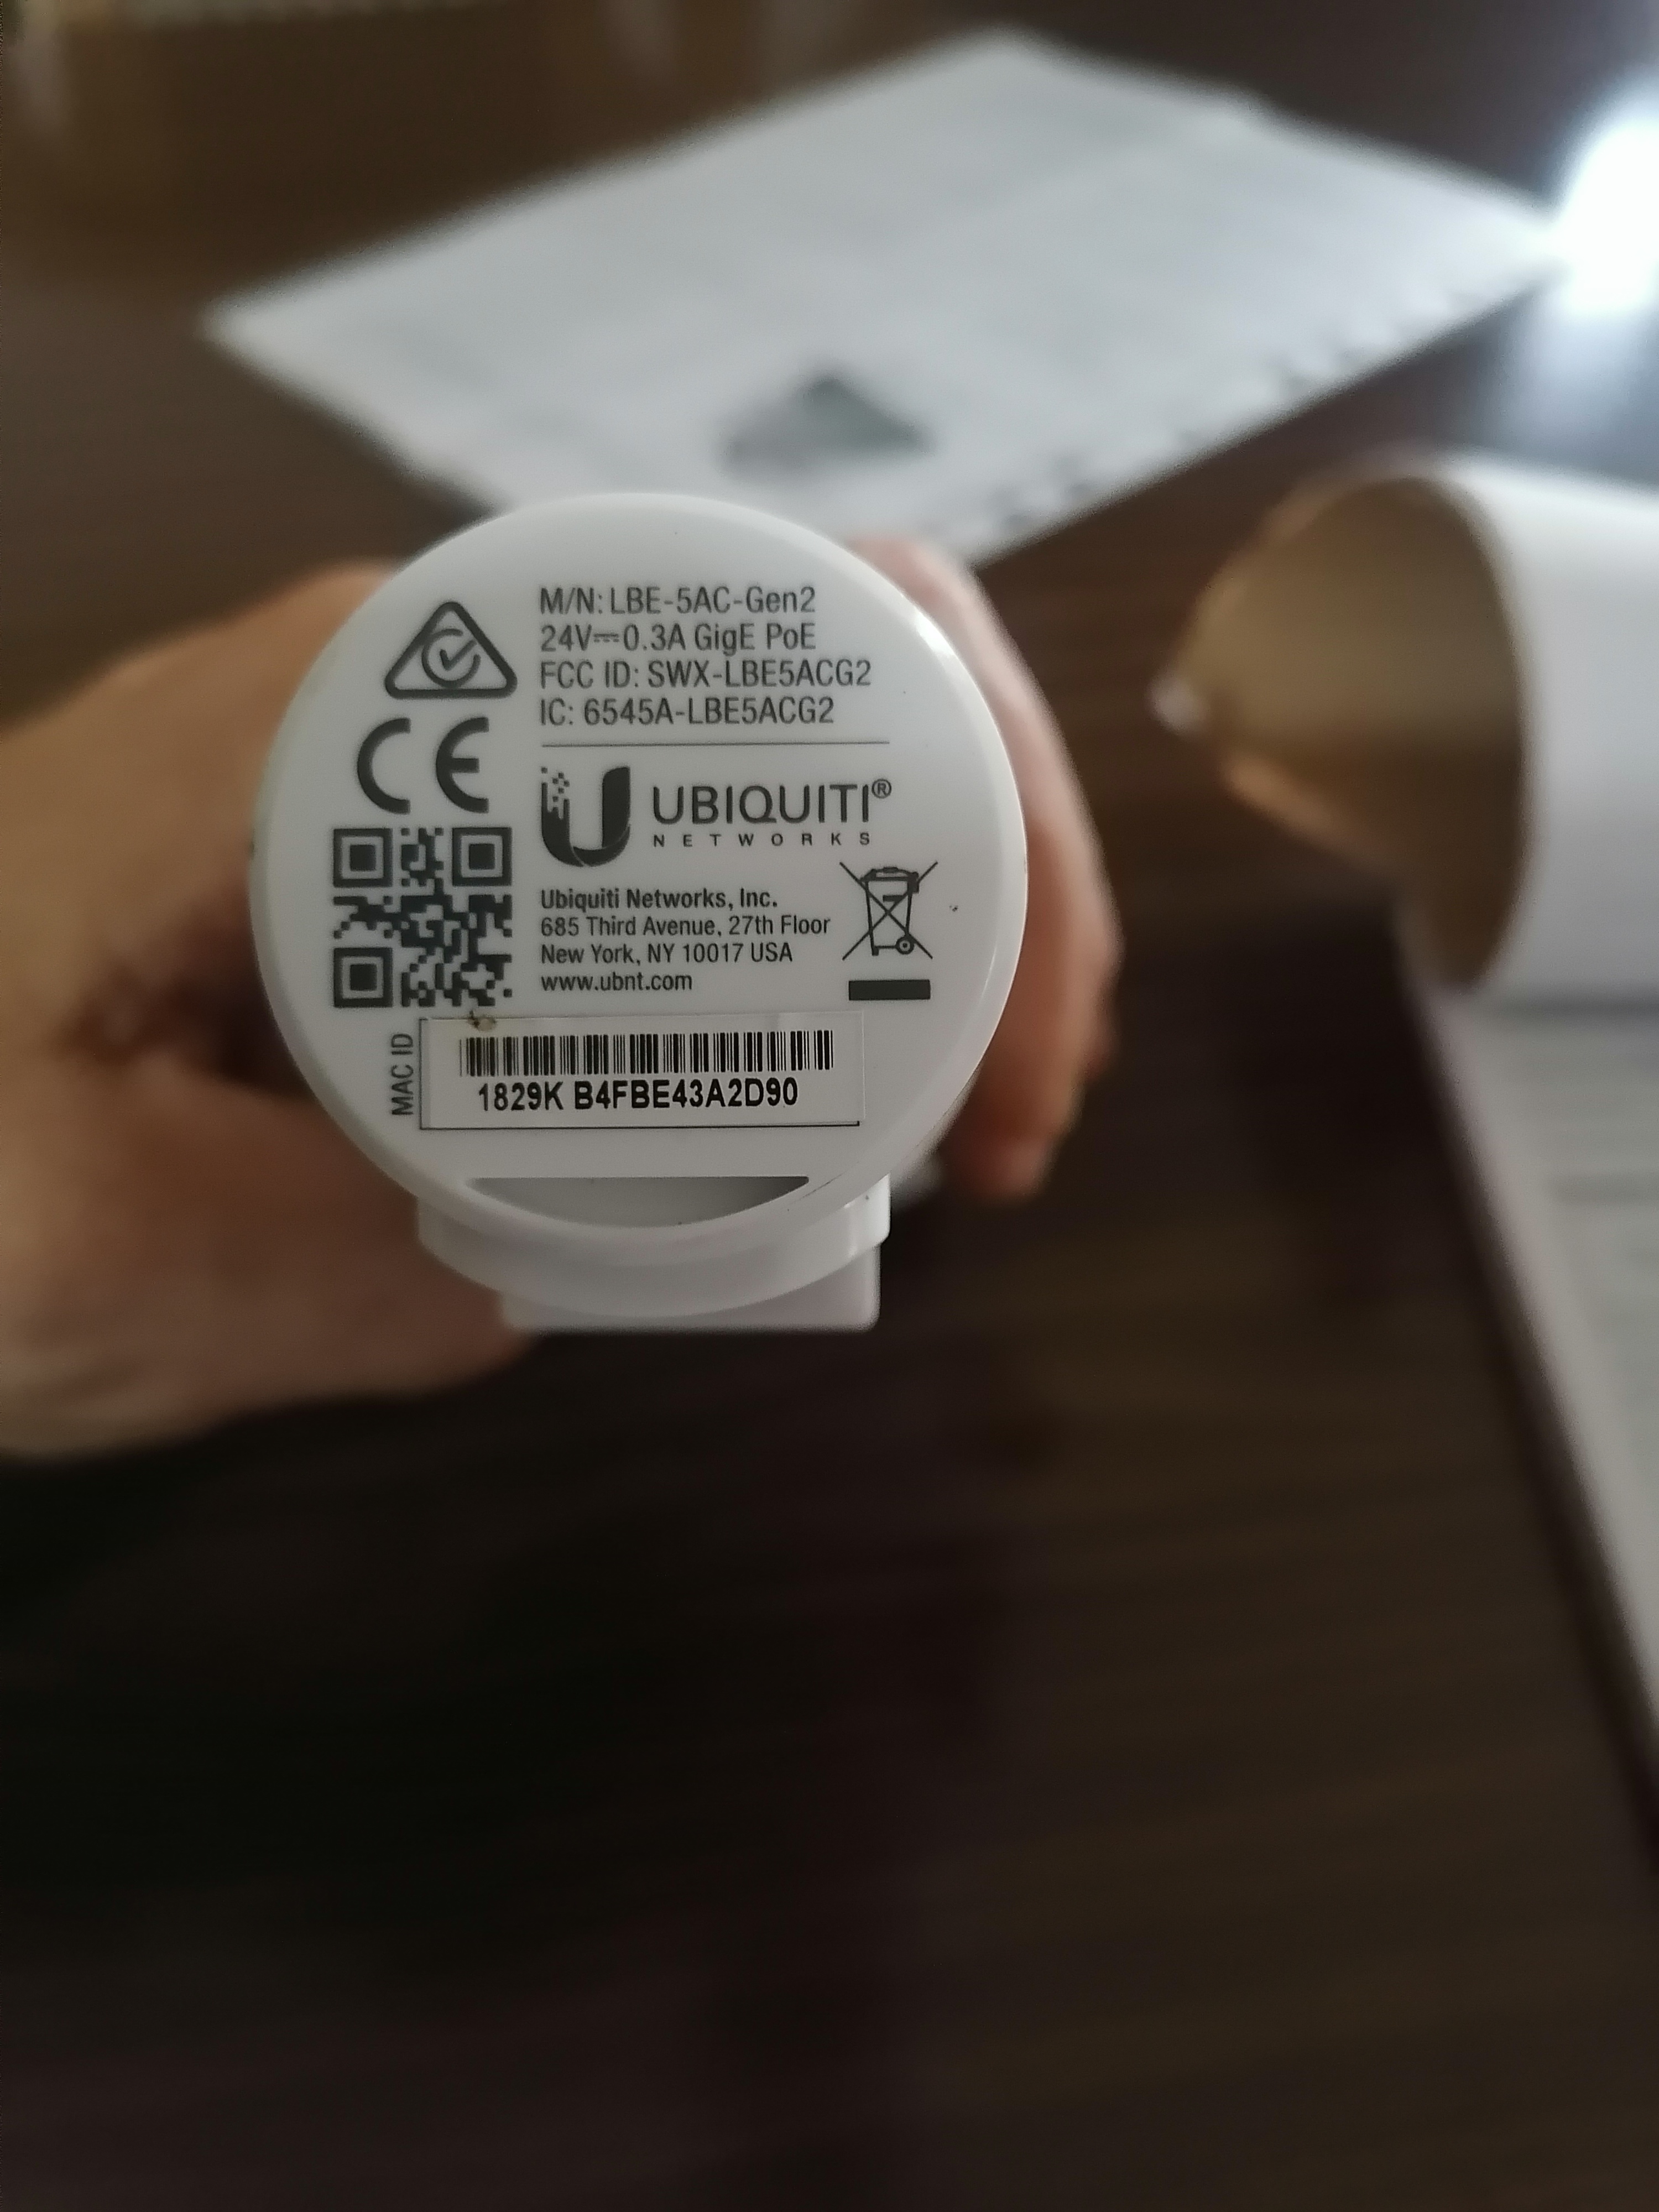 M/N: LBE-5AC-Gen2
24V⎓0.3A GigE PoE
FCC ID: SWX-LBE5ACG2
IC: 6545A-LBE5ACG2
CE
UBIQUITI®
NETWORKS
Ubiquiti Networks, Inc.
685 Third Avenue, 27th Floor
New York, NY 10017 USA
www.ubnt.com
MAC ID
1829K B4FBE43A2D90